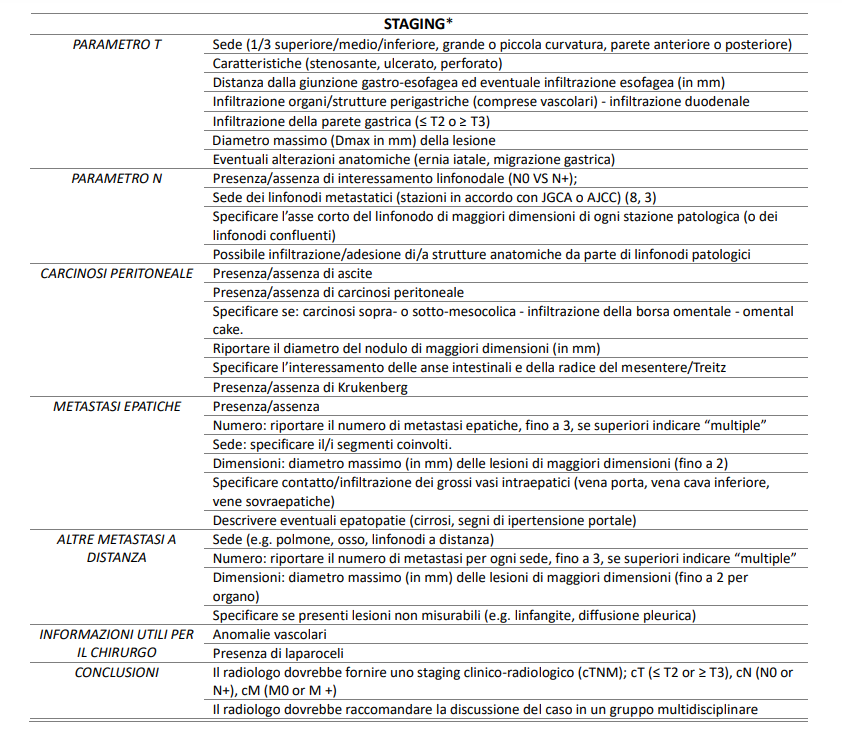 STAGING*
PARAMETRO T
Sede (1/3 superiore/medio/inferiore, grande o piccola curvatura, parete anteriore o posteriore)
Caratteristiche (stenosante, ulcerato, perforato)
Distanza dalla giunzione gastro-esofagea ed eventuale infiltrazione esofagea (in mm)
Infiltrazione organi/strutture perigastriche (comprese vascolari) - infiltrazione duodenale
Infiltrazione della parete gastrica (≤ T2 o ≥ T3)
Diametro massimo (Dmax in mm) della lesione
Eventuali alterazioni anatomiche (ernia iatale, migrazione gastrica)
PARAMETRO N
Presenza/assenza di interessamento linfonodale (N0 VS N+);
Sede dei linfonodi metastatici (stazioni in accordo con JGCA o AJCC) (8, 3)
Specificare l’asse corto del linfonodo di maggiori dimensioni di ogni stazione patologica (o dei
linfonodi confluenti)
Possibile infiltrazione/adesione di/a strutture anatomiche da parte di linfonodi patologici
CARCINOSI PERITONEALE
Presenza/assenza di ascite
Presenza/assenza di carcinosi peritoneale
Specificare se: carcinosi sopra- o sotto-mesocolica - infiltrazione della borsa omentale - omental
cake.
Riportare il diametro del nodulo di maggiori dimensioni (in mm)
Specificare l’interessamento delle anse intestinali e della radice del mesentere/Treitz
Presenza/assenza di Krukenberg
METASTASI EPATICHE
Presenza/assenza
Numero: riportare il numero di metastasi epatiche, fino a 3, se superiori indicare “multiple”
Sede: specificare il/i segmenti coinvolti.
Dimensioni: diametro massimo (in mm) delle lesioni di maggiori dimensioni (fino a 2)
Specificare contatto/infiltrazione dei grossi vasi intraepatici (vena porta, vena cava inferiore,
vene sovraepatiche)
Descrivere eventuali epatopatie (cirrosi, segni di ipertensione portale)
ALTRE METASTASI A
DISTANZA
Sede (e.g. polmone, osso, linfonodi a distanza)
Numero: riportare il numero di metastasi per ogni sede, fino a 3, se superiori indicare “multiple”
Dimensioni: diametro massimo (in mm) delle lesioni di maggiori dimensioni (fino a 2 per
organo)
Specificare se presenti lesioni non misurabili (e.g. linfangite, diffusione pleurica)
INFORMAZIONI UTILI PER
IL CHIRURGO
Anomalie vascolari
Presenza di laparoceli
CONCLUSIONI
Il radiologo dovrebbe fornire uno staging clinico-radiologico (cTNM); cT (≤ T2 or ≥ T3), cN (N0 or
N+), cM (M0 or M +)
Il radiologo dovrebbe raccomandare la discussione del caso in un gruppo multidisciplinare